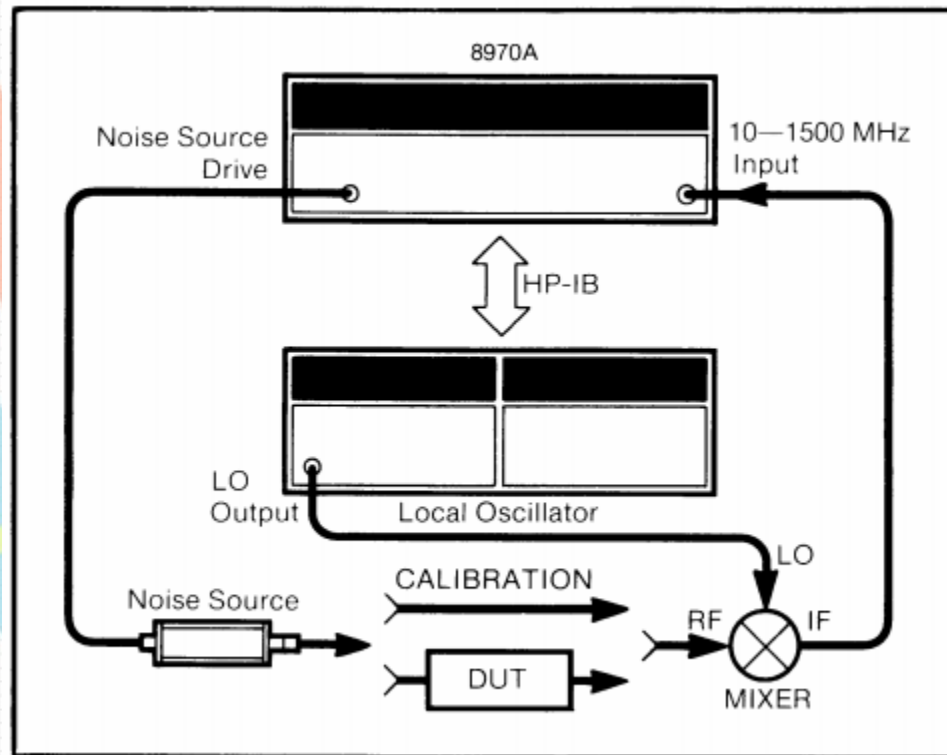 8970A
Noise Source
Drive
10—1500 MHz
Input
HP-IB
LO
Output
Local Oscillator
LO
CALIBRATION
Noise Source
RF
IF
DUT
MIXER